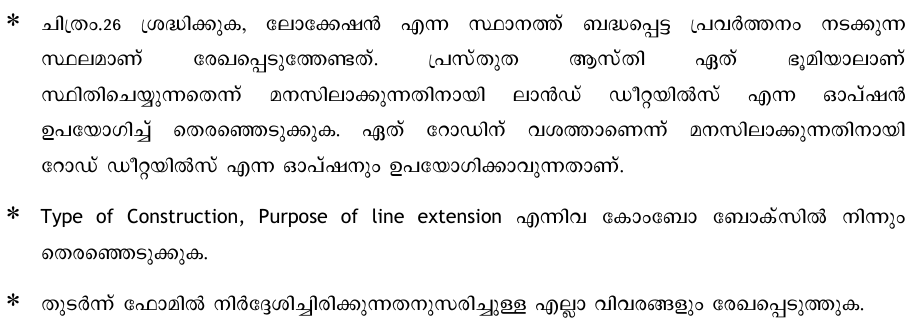 * ചിത്രം.26 ശ്രദ്ധിക്കുക, ലോക്കേഷൻ എന്ന സ്ഥാനത്ത് ബദ്ധപ്പെട്ട പ്രവർത്തനം നടക്കുന്ന
സ്ഥലമാണ് രേഖപ്പെടുത്തേണ്ടത്. പ്രസ്തുത ആസ്തി ഏത് ഭൂമിയാലാണ്
സ്ഥിതിചെയ്യുന്നതെന്ന് മനസിലാക്കുന്നതിനായി ലാൻഡ് ഡീറ്റയിൽസ് എന്ന ഓപ്ഷൻ
ഉപയോഗിച്ച് തെരഞ്ഞെടുക്കുക. ഏത് റോഡിന് വശത്താണെന്ന് മനസിലാക്കുന്നതിനായി
റോഡ് ഡീറ്റയിൽസ് എന്ന ഓപ്ഷനും ഉപയോഗിക്കാവുന്നതാണ്.
* Type of Construction, Purpose of line extension എന്നിവ കോംബോ ബോക്സിൽ നിന്നും
തെരഞ്ഞെടുക്കുക.
* തുടർന്ന് ഫോമിൽ നിർദ്ദേശിച്ചിരിക്കുന്നതനുസരിച്ചുള്ള എല്ലാ വിവരങ്ങളും രേഖപ്പെടുത്തുക.